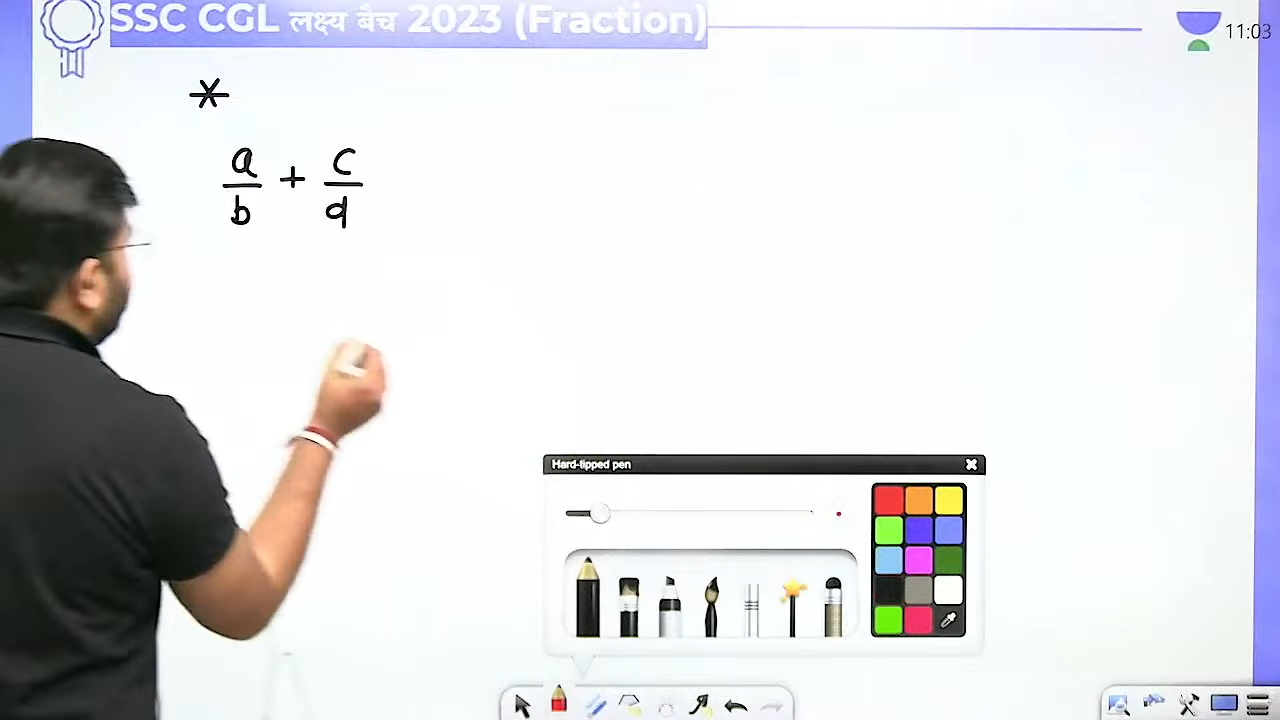 SSC CGL लक्ष्य बैच 2023 (Fraction)
11:03
*
a/b + c/d
Hard-tipped pen